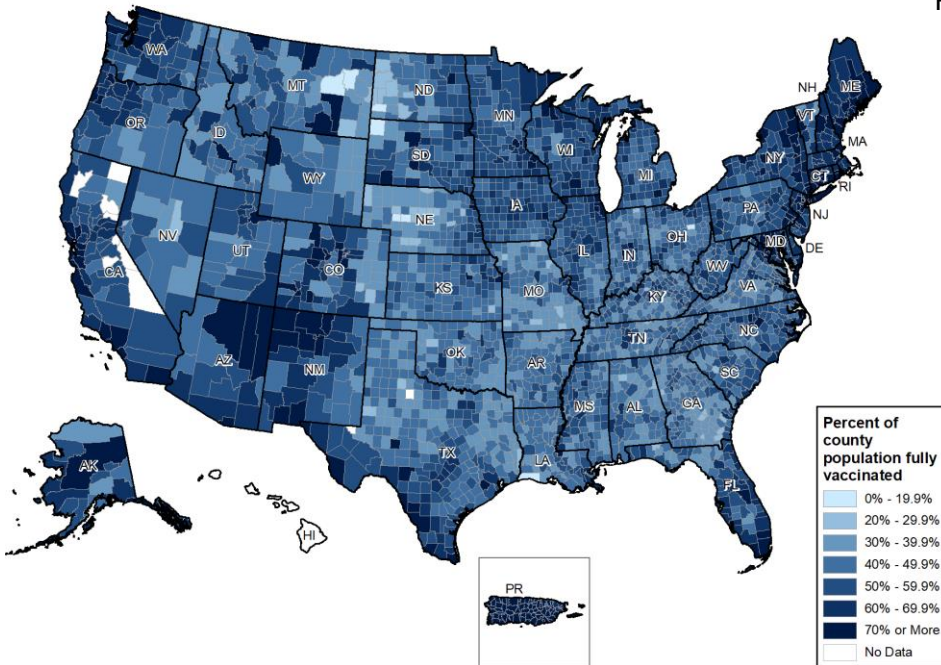 WA
OR
CA
ID
NV
MT
WY
UT
AZ
CO
NM
ND
SD
NE
KS
OK
TX
MN
IA
MO
AR
LA
WI
IL
MS
MI
IN
KY
TN
AL
OH
WV
VA
NC
SC
GA
FL
PA
NY
MD
DE
NJ
CT
RI
MA
VT
NH
ME
AK
HI
PR
Percent of
county
population fully
vaccinated
0% - 19.9%
20% - 29.9%
30% - 39.9%
40% - 49.9%
50% - 59.9%
60% - 69.9%
70% or More
No Data